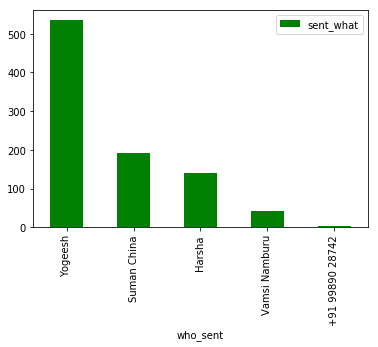 sent_what
500
400
300
200
100
0
Yogeesh
Suman China
Harsha
Vamsi Namburu
+91 99890 28742
who_sent